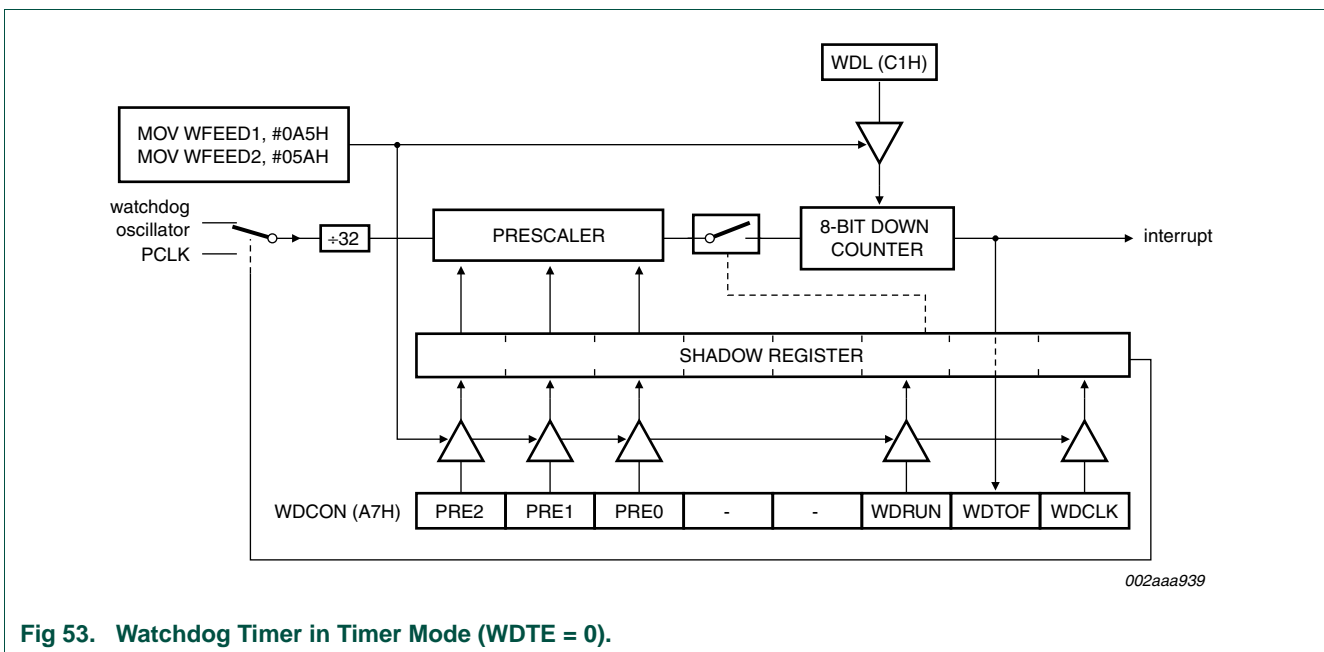 WDL (C1H)
MOV WFEED1, #0A5H
MOV WFEED2, #05AH
watchdog
oscillator
PCLK
÷32
PRESCALER
8-BIT DOWN
COUNTER
interrupt
SHADOW REGISTER
WDCON (A7H) PRE2 PRE1 PRE0 - - WDRUN WDTOF WDCLK
002aaa939
Fig 53. Watchdog Timer in Timer Mode (WDTE = 0).